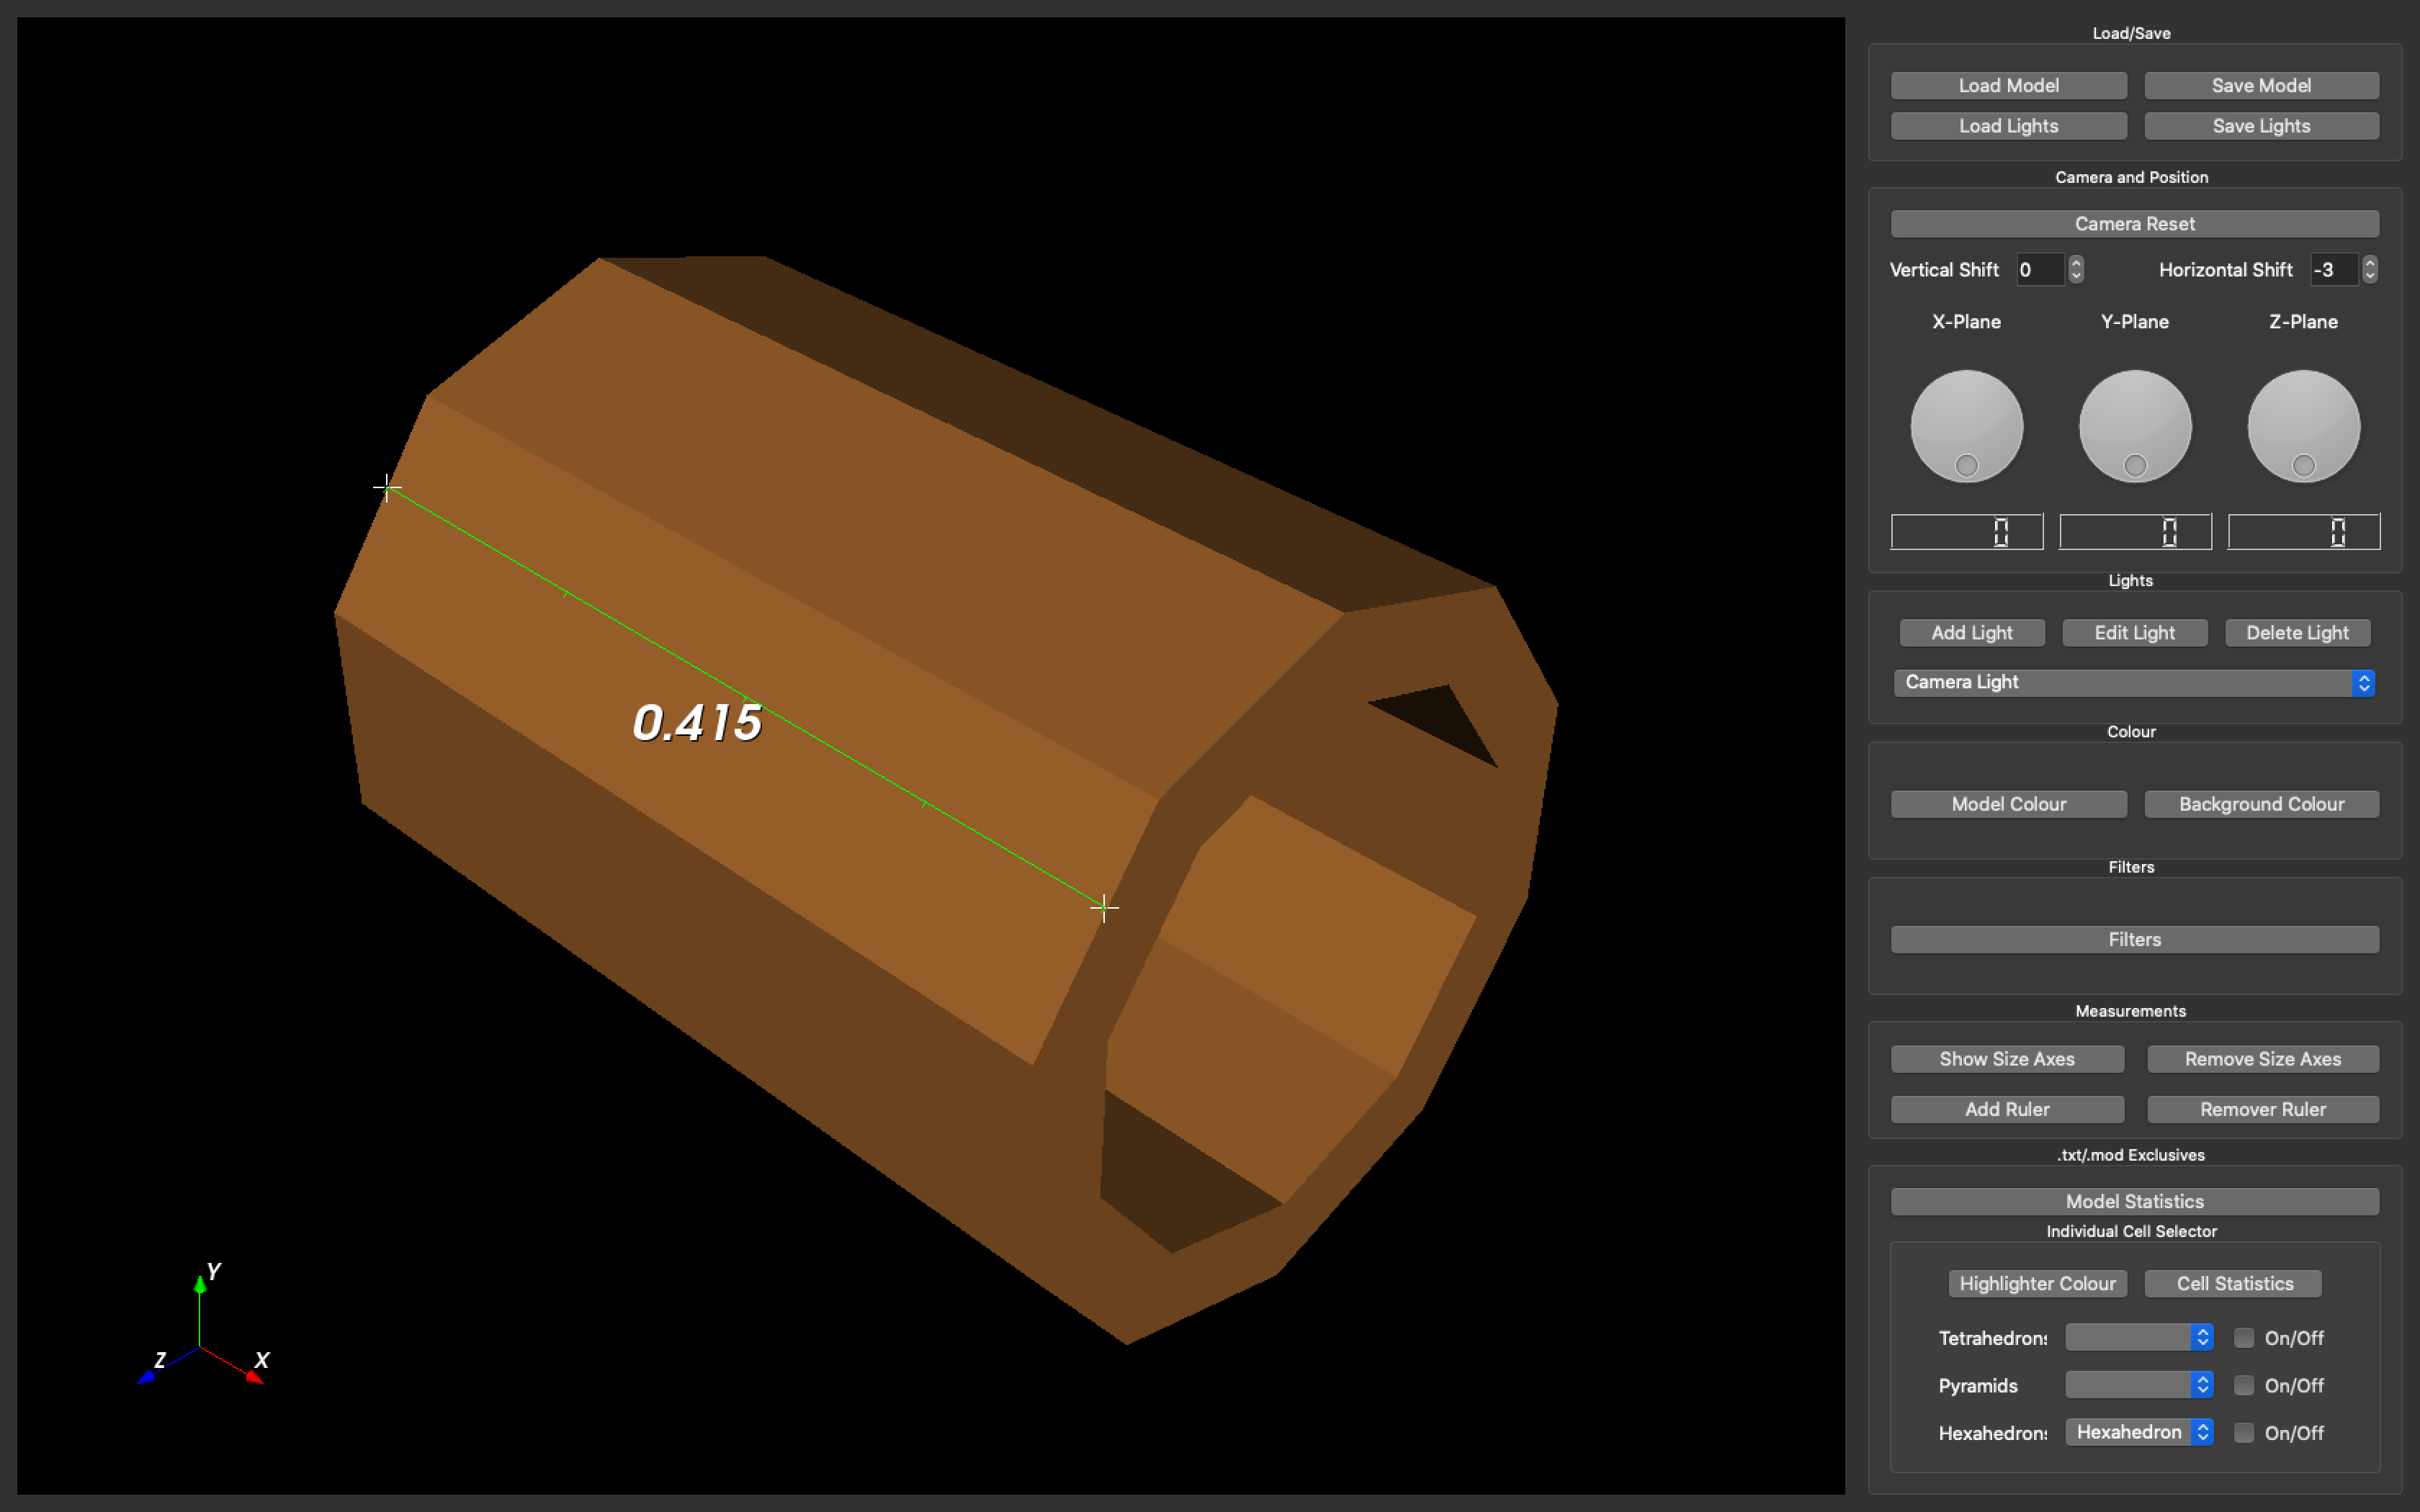 Load/Save
Load Model Save Model
Load Lights Save Lights
Camera and Position
Camera Reset
Vertical Shift 0 Horizontal Shift -3
X-Plane Y-Plane Z-Plane
0 0 0
Lights
Add Light Edit Light Delete Light
Camera Light
Colour
Model Colour Background Colour
Filters
Filters
Measurements
Show Size Axes Remove Size Axes
Add Ruler Remover Ruler
.txt/.mod Exclusives
Model Statistics
Individual Cell Selector
Highlighter Colour Cell Statistics
Tetrahedrons On/Off
Pyramids On/Off
Hexahedrons Hexahedron On/Off
0.415
Y
Z X